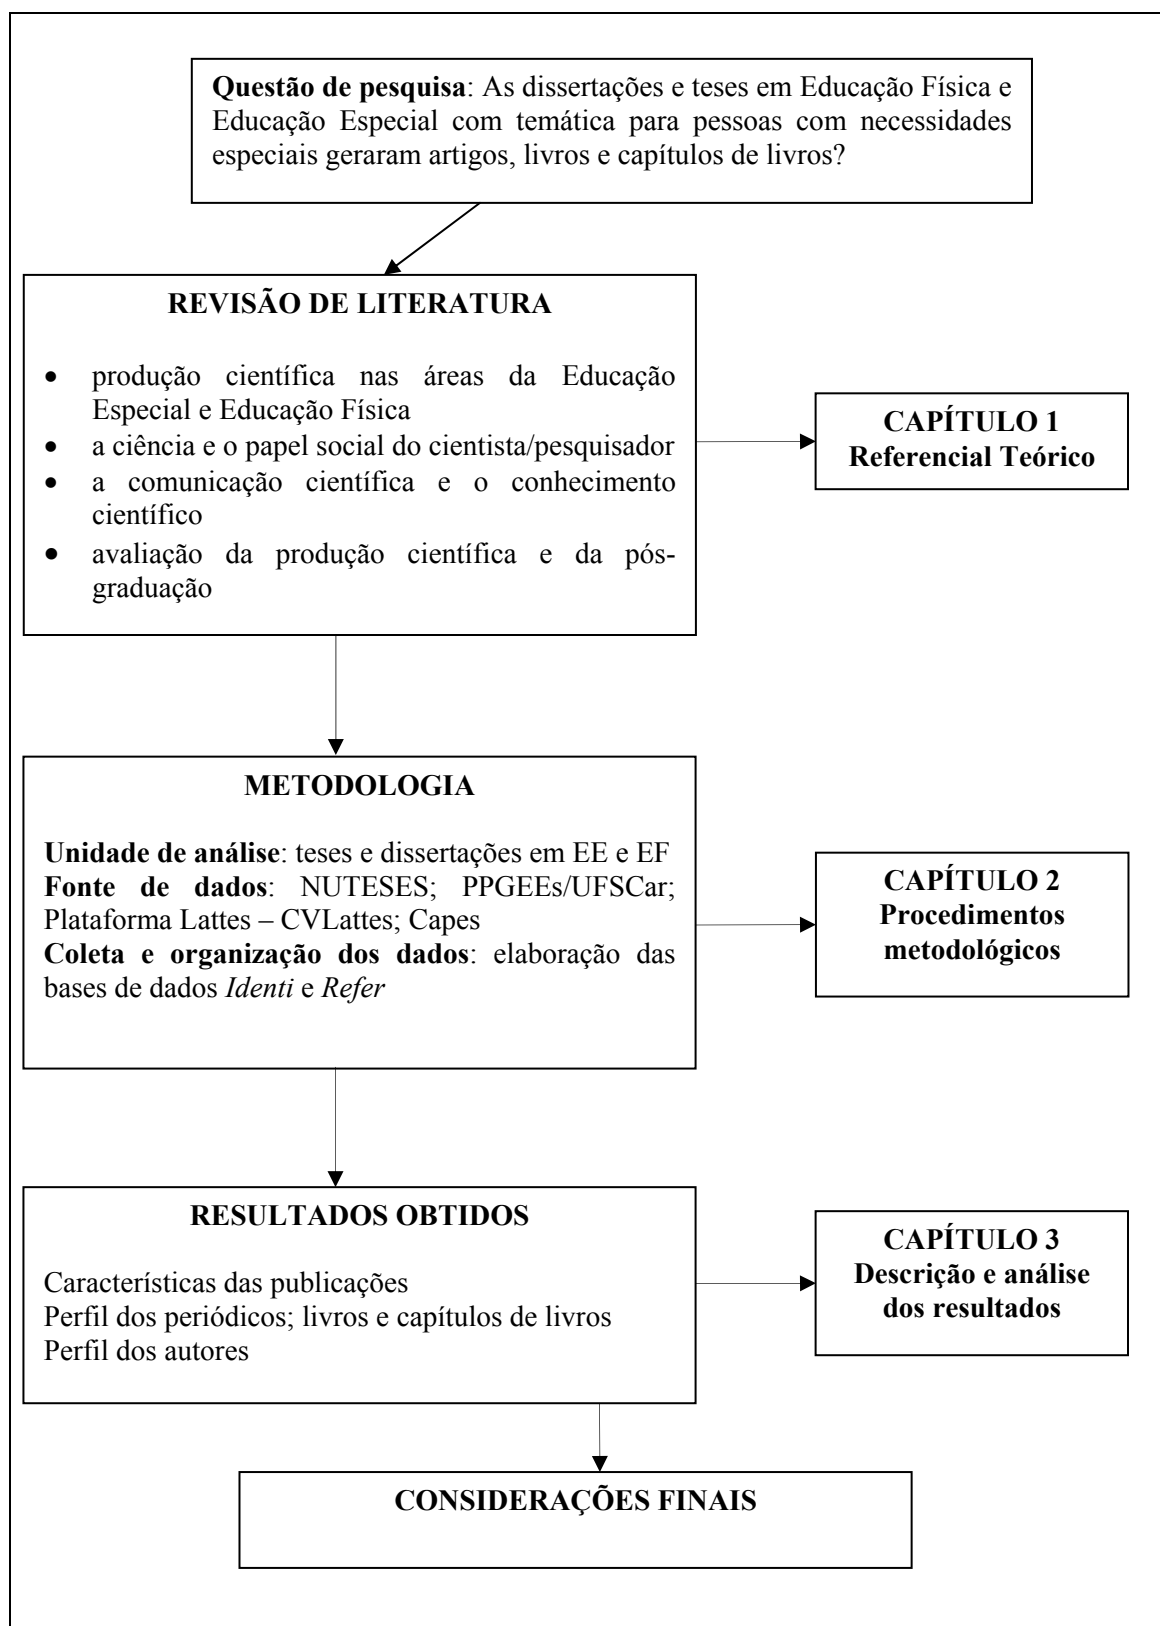 Questão de pesquisa: As dissertações e teses em Educação Física e
Educação Especial com temática para pessoas com necessidades
especiais geraram artigos, livros e capítulos de livros?
REVISÃO DE LITERATURA
• produção científica nas áreas da Educação
Especial e Educação Física
• a ciência e o papel social do cientista/pesquisador
• a comunicação científica e o conhecimento
científico
• avaliação da produção científica e da pós-
graduação
CAPÍTULO 1
Referencial Teórico
METODOLOGIA
Unidade de análise: teses e dissertações em EE e EF
Fonte de dados: NUTESES; PPGEEs/UFSCar;
Plataforma Lattes – CVLattes; Capes
Coleta e organização dos dados: elaboração das
bases de dados Identi e Refer
CAPÍTULO 2
Procedimentos
metodológicos
RESULTADOS OBTIDOS
Características das publicações
Perfil dos periódicos; livros e capítulos de livros
Perfil dos autores
CAPÍTULO 3
Descrição e análise
dos resultados
CONSIDERAÇÕES FINAIS